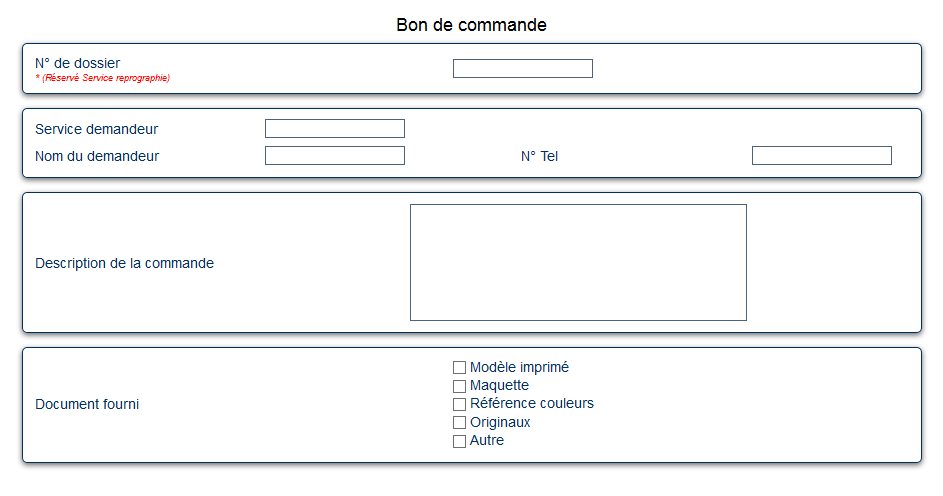 Bon de commande
N° de dossier
* (Réservé Service reprographie)
Service demandeur
Nom du demandeur N° Tel
Description de la commande
Document fourni
Modèle imprimé
Maquette
Référence couleurs
Originaux
Autre